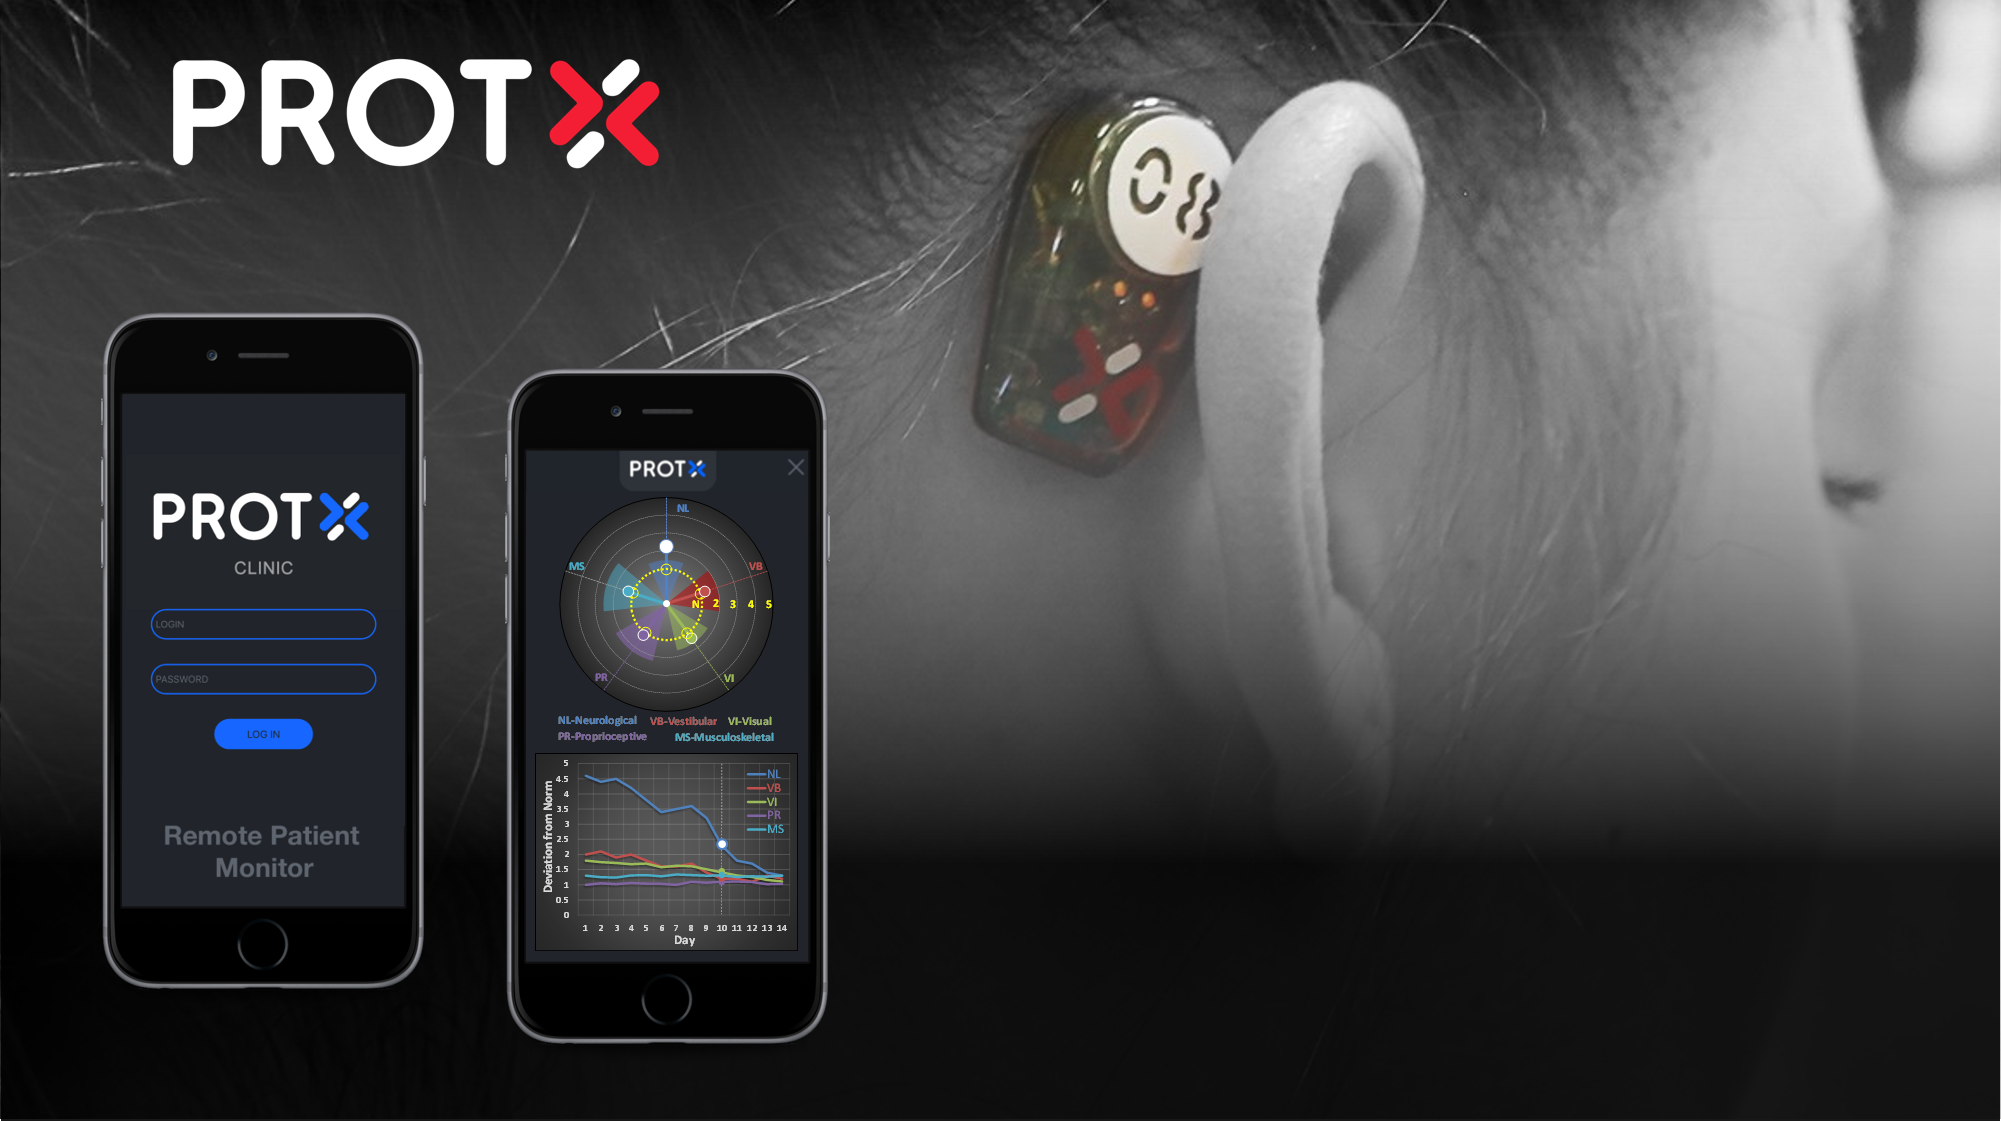 PROTX
08
PROTX
CLINIC
LOGIN
PASSWORD
LOG IN
Remote Patient
Monitor
PROTX
NL
MS
VB
N 2 3 4 5
PR
VI
NL-Neurological VB-Vestibular VI-Visual
PR-Proprioceptive MS-Musculoskeletal
Deviation from Norm
5
4.5
4
3.5
3
2.5
2
1.5
1
0.5
0
NL
VB
VI
PR
MS
1 2 3 4 5 6 7 8 9 10 11 12 13 14
Day